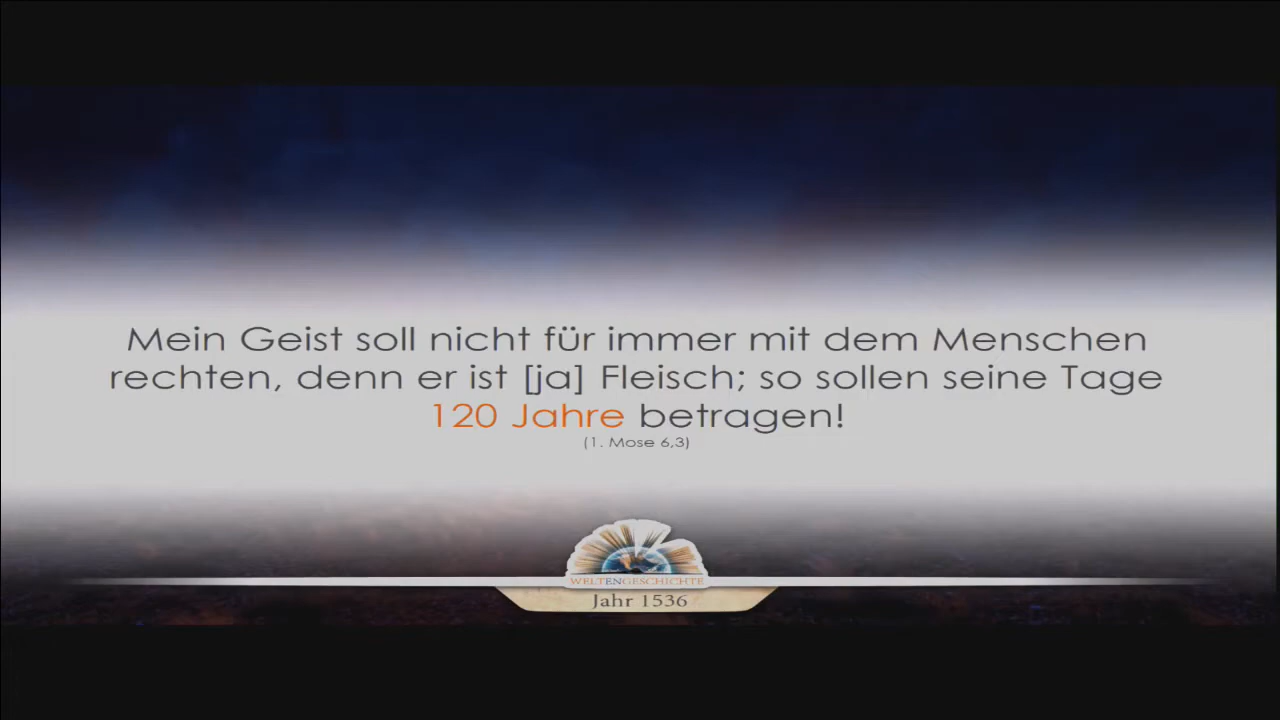 Mein Geist soll nicht für immer mit dem Menschen
rechten, denn er ist [ja] Fleisch; so sollen seine Tage
120 Jahre betragen!
(1. Mose 6,3)
WELTENGESCHICHTE
Jahr 1536